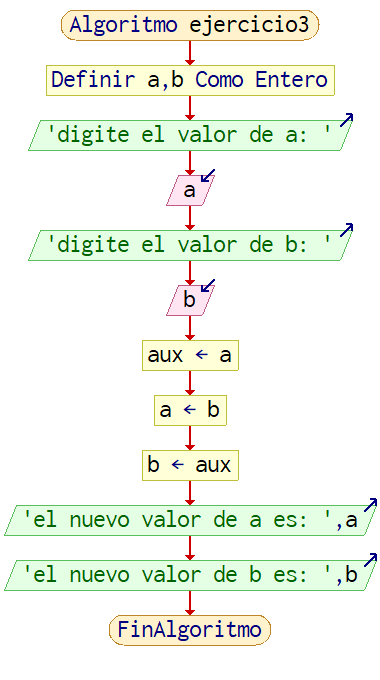 Algoritmo ejercicio3
Definir a,b Como Entero
'digite el valor de a: '
a
'digite el valor de b: '
b
aux ← a
a ← b
b ← aux
'el nuevo valor de a es: ',a
'el nuevo valor de b es: ',b
FinAlgoritmo